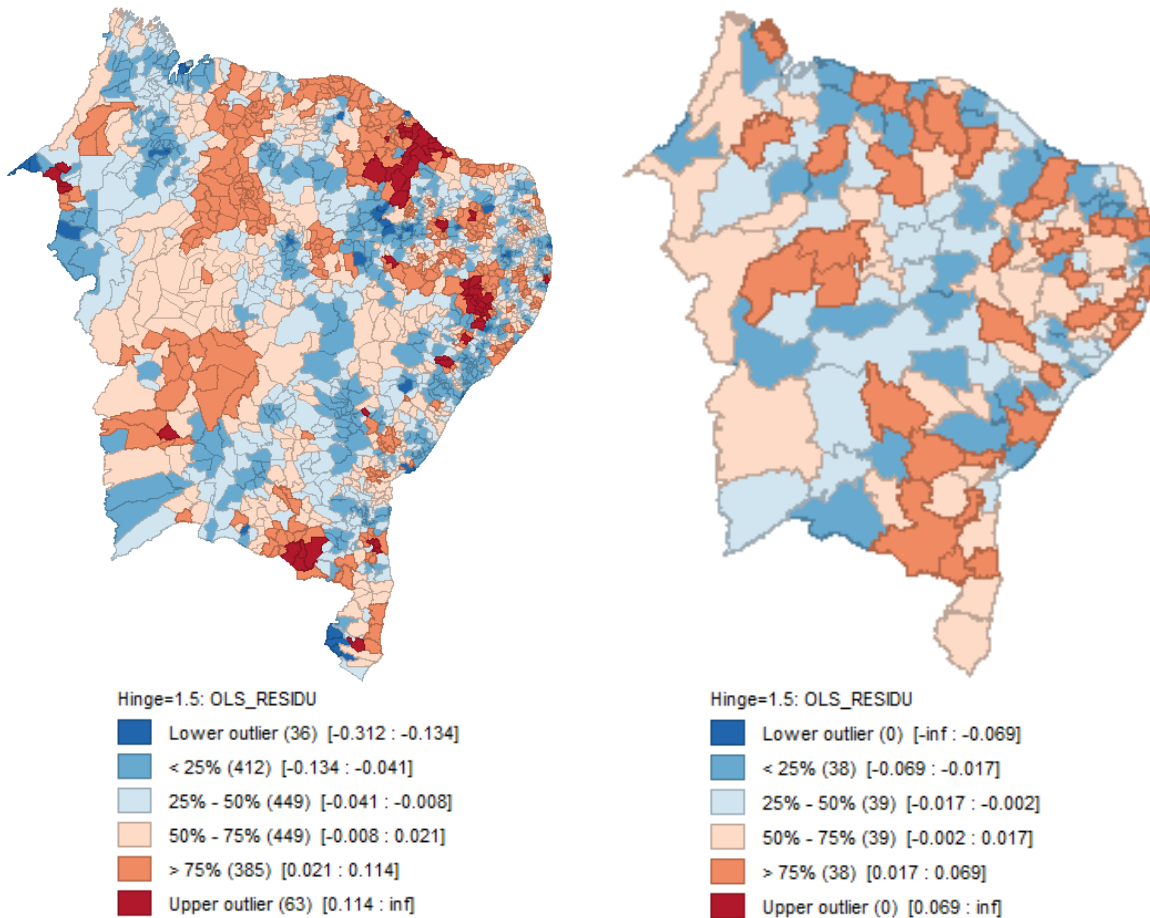 Hinge=1.5: OLS_RESIDU
Lower outlier (36) [-0.312 : -0.134]
< 25% (412) [-0.134 : -0.041]
25% - 50% (449) [-0.041 : -0.008]
50% - 75% (449) [-0.008 : 0.021]
> 75% (385) [0.021 : 0.114]
Upper outlier (63) [0.114 : inf]
Hinge=1.5: OLS_RESIDU
Lower outlier (0) [-inf : -0.069]
< 25% (38) [-0.069 : -0.017]
25% - 50% (39) [-0.017 : -0.002]
50% - 75% (39) [-0.002 : 0.017]
> 75% (38) [0.017 : 0.069]
Upper outlier (0) [0.069 : inf]